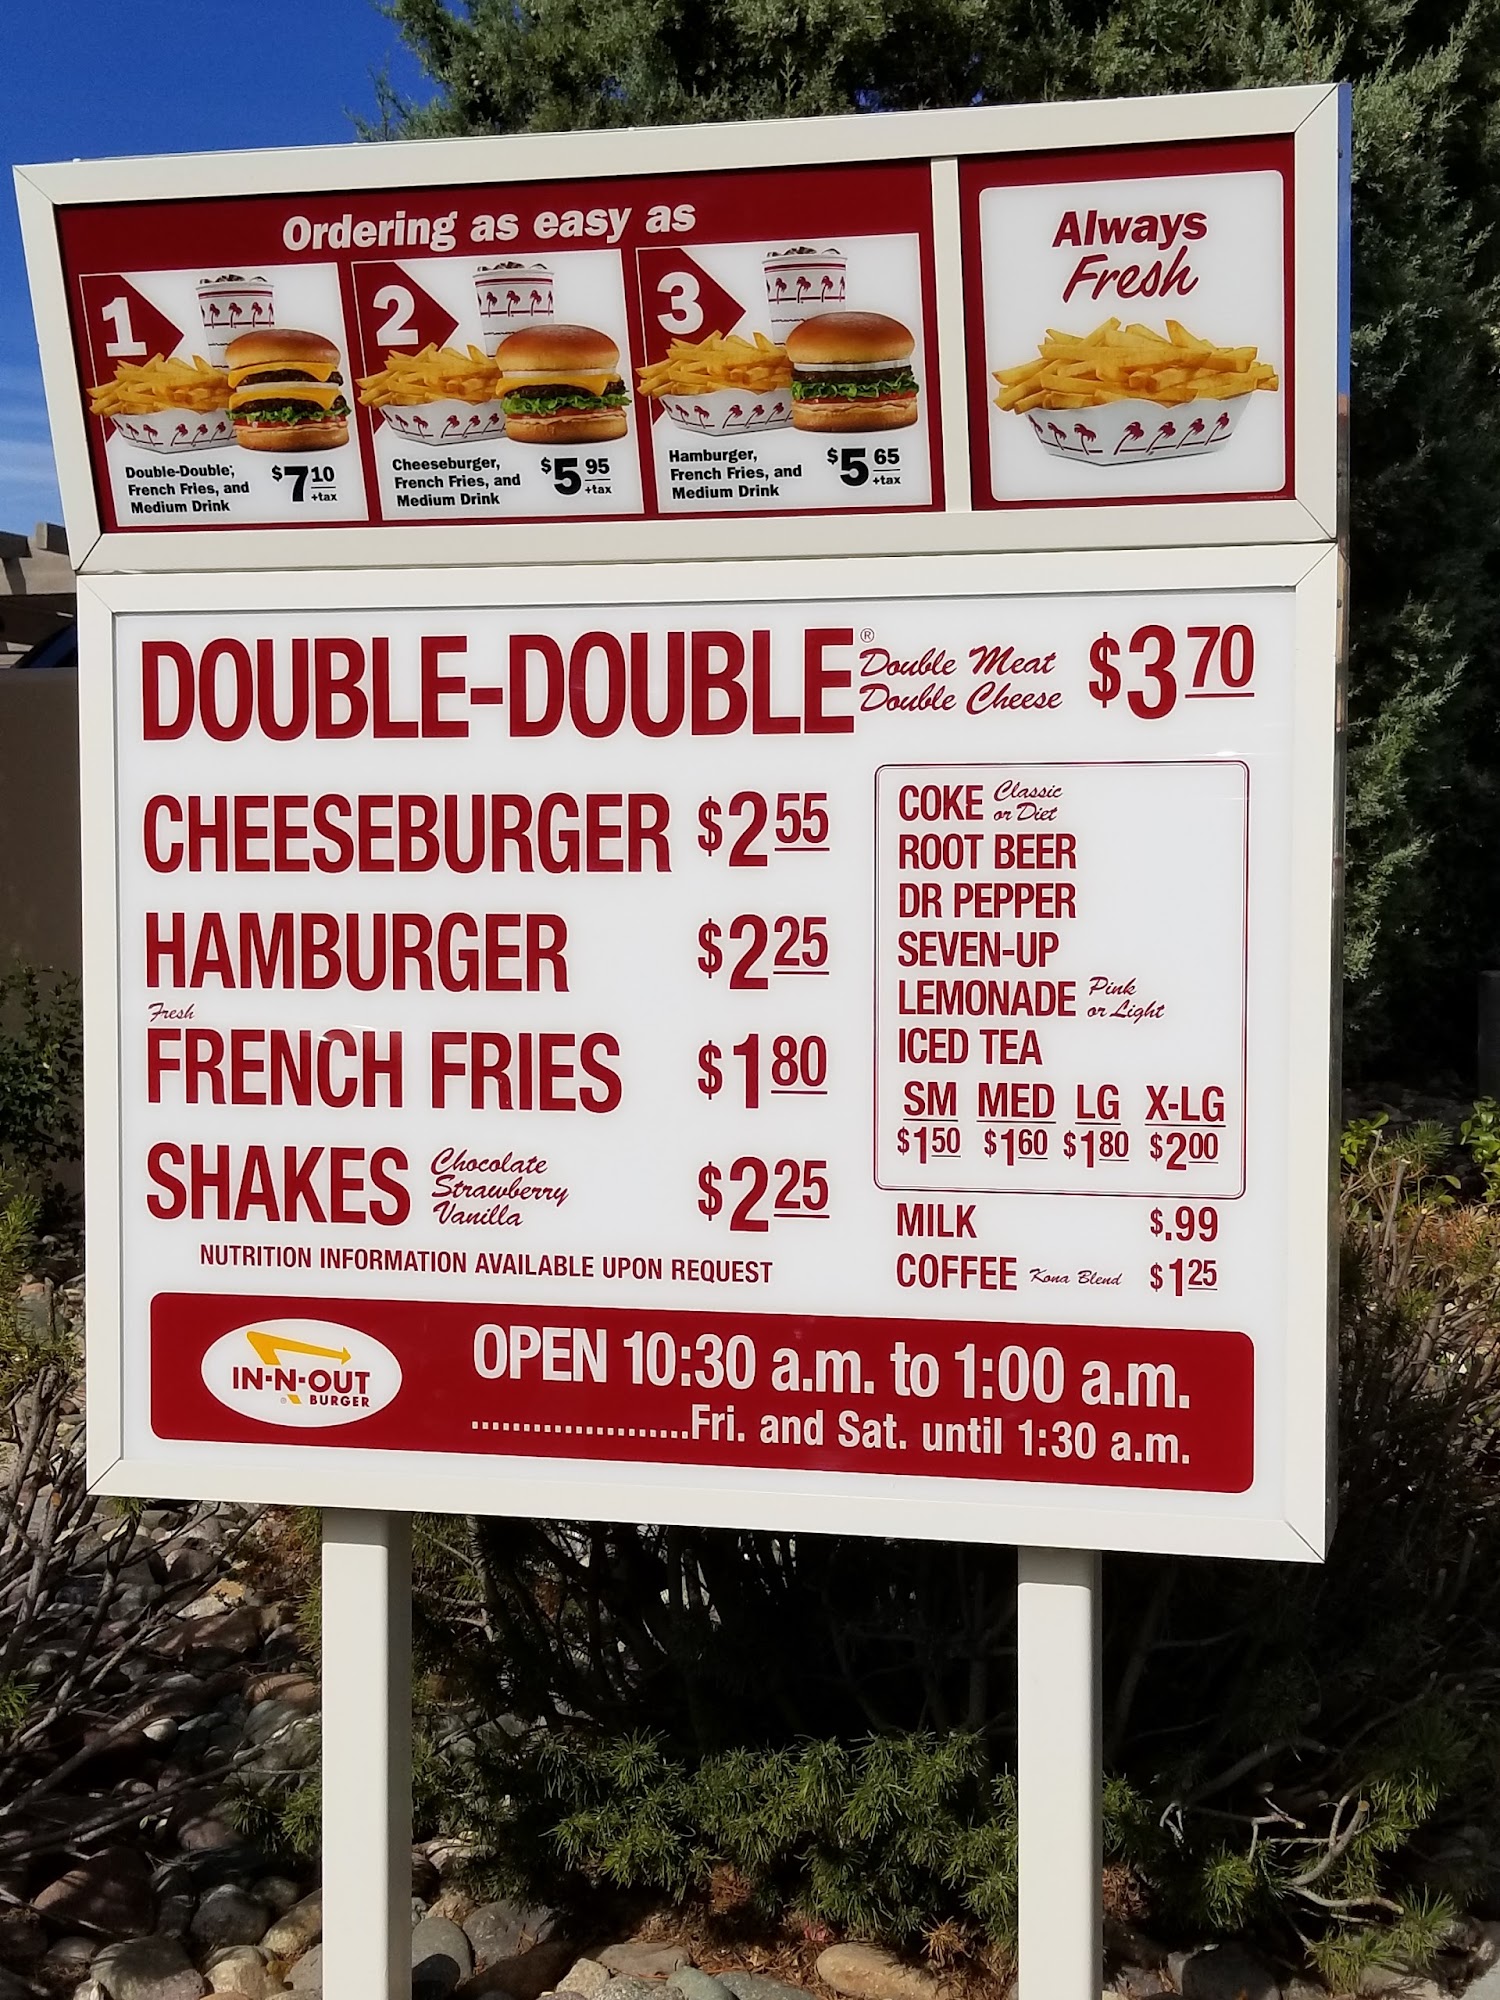 Ordering as easy as
1
Double-Double,
French Fries, and
Medium Drink
$7 10
+tax
2
Cheeseburger,
French Fries, and
Medium Drink
$5 95
+tax
3
Hamburger,
French Fries, and
Medium Drink
$5 65
+tax
Always
Fresh
DOUBLE-DOUBLE® Double Meat
Double Cheese $3 70
CHEESEBURGER $2 55
HAMBURGER $2 25
Fresh
FRENCH FRIES $1 80
SHAKES Chocolate
Strawberry
Vanilla
$2 25
NUTRITION INFORMATION AVAILABLE UPON REQUEST
COKE Classic
or Diet
ROOT BEER
DR PEPPER
SEVEN-UP
LEMONADE Pink
or Light
ICED TEA
SM MED LG X-LG
$1 50 $1 60 $1 80 $2 00
MILK $.99
COFFEE Kona Blend $1 25
IN-N-OUT
® BURGER
OPEN 10:30 a.m. to 1:00 a.m.
.....................Fri. and Sat. until 1:30 a.m.